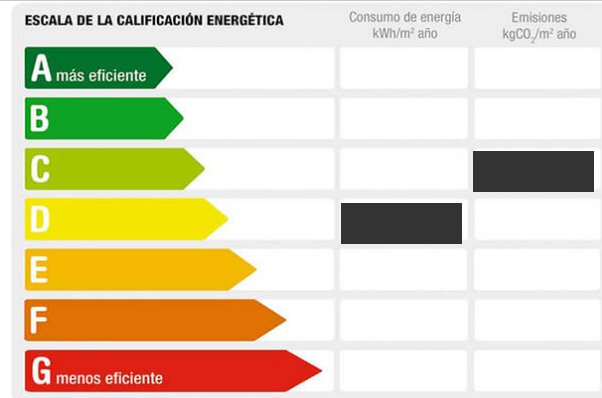 ESCALA DE LA CALIFICACIÓN ENERGÉTICA
Consumo de energía
kWh/m² año
Emisiones
kgCO₂/m² año
A más eficiente
B
C
D
E
F
G menos eficiente